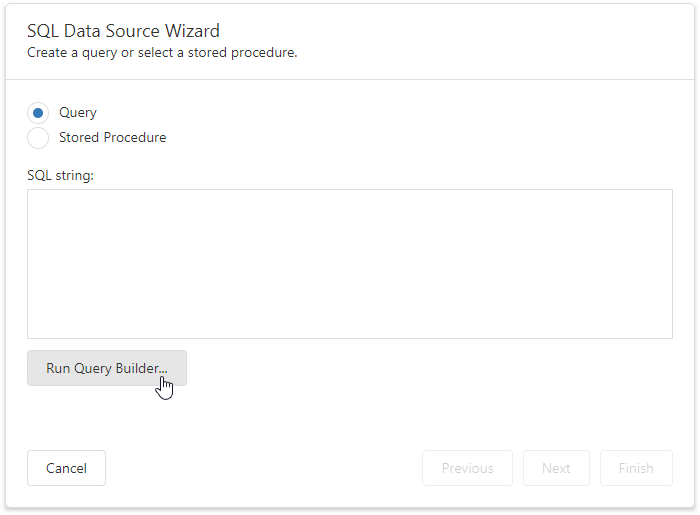 SQL Data Source Wizard
Create a query or select a stored procedure.
Query
Stored Procedure
SQL string:
Run Query Builder...
Cancel
Previous
Next
Finish